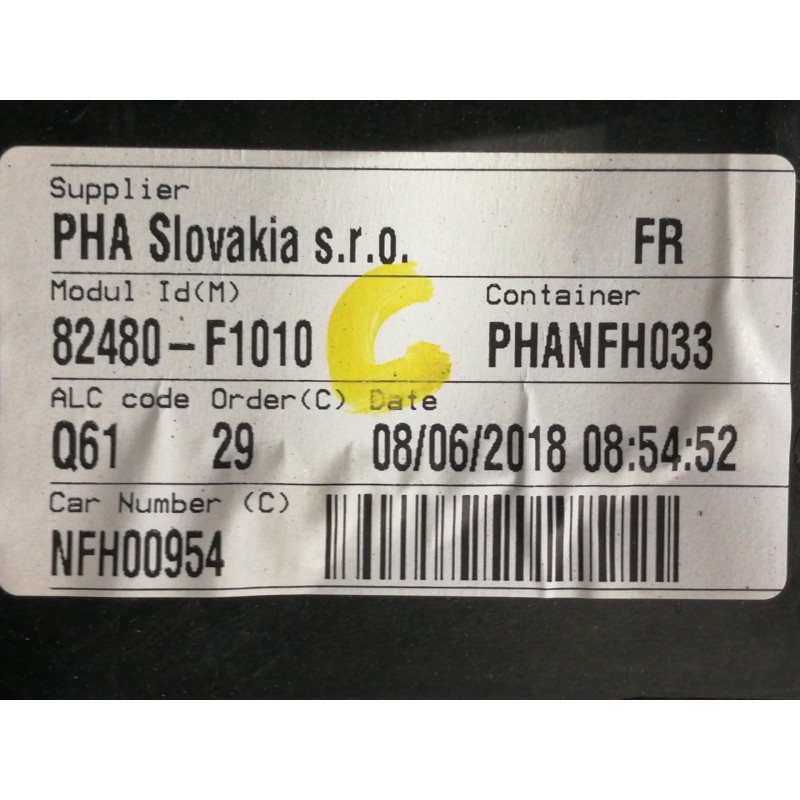 Supplier
PHA Slovakia s.r.o. FR
Modul Id(M) Container
82480-F1010 PHANFH033
ALC code Order(C) Date
Q61 29 08/06/2018 08:54:52
Car Number (C)
NFH00954